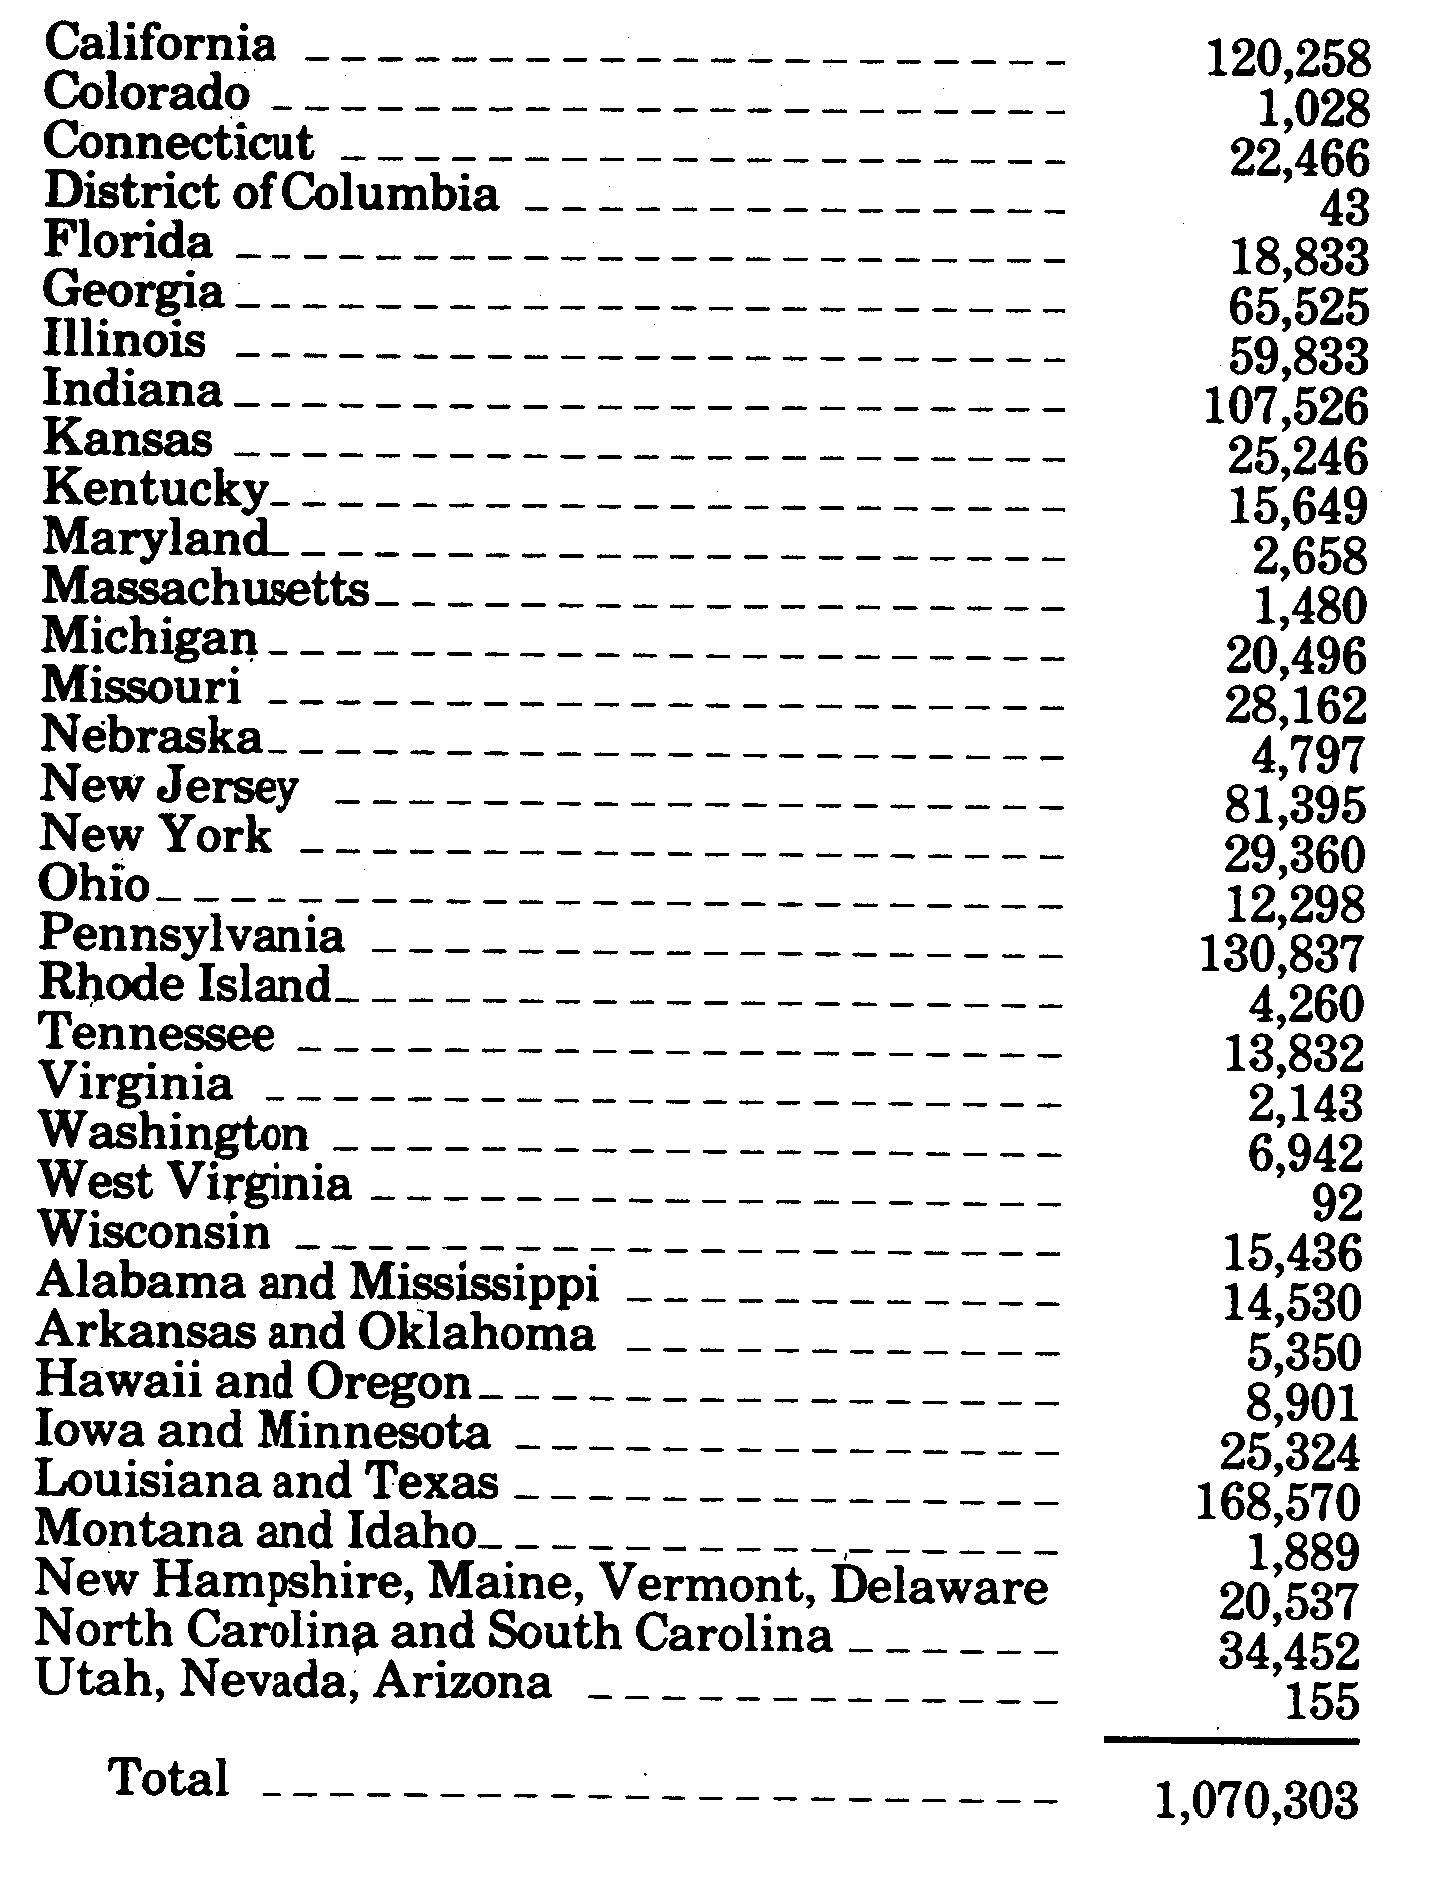 California ---------------------- 120,258
Colorado ---------------------- 1,028
Connecticut -------------------- 22,466
District of Columbia --------------- 43
Florida ----------------------- 18,833
Georgia ----------------------- 65,525
Illinois ----------------------- 59,833
Indiana ----------------------- 107,526
Kansas ----------------------- 25,246
Kentucky ---------------------- 15,649
Maryland ---------------------- 2,658
Massachusetts ------------------- 1,480
Michigan ---------------------- 20,496
Missouri ---------------------- 28,162
Nebraska ---------------------- 4,797
New Jersey -------------------- 81,395
New York --------------------- 29,360
Ohio ------------------------- 12,298
Pennsylvania ------------------- 130,837
Rhode Island -------------------- 4,260
Tennessee --------------------- 13,832
Virginia ---------------------- 2,143
Washington -------------------- 6,942
West Virginia ------------------- 92
Wisconsin --------------------- 15,436
Alabama and Mississippi ------------ 14,530
Arkansas and Oklahoma ------------ 5,350
Hawaii and Oregon ---------------- 8,901
Iowa and Minnesota --------------- 25,324
Louisiana and Texas --------------- 168,570
Montana and Idaho ---------------- 1,889
New Hampshire, Maine, Vermont, Delaware 20,537
North Carolina and South Carolina ------ 34,452
Utah, Nevada, Arizona ------------- 155
Total ---------------------- 1,070,303